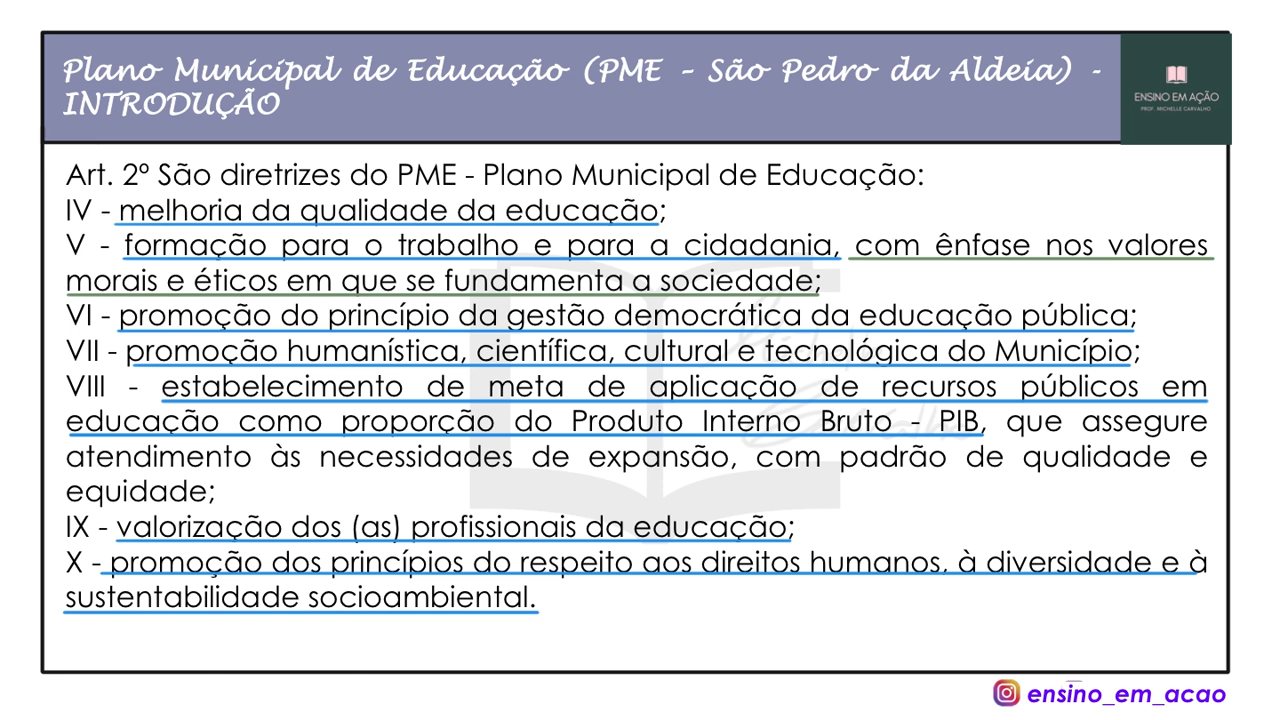 Plano Municipal de Educação (PME – São Pedro da Aldeia) -
INTRODUÇÃO
ENSINO EM AÇÃO
PROF. MICHELLE CARVALHO
Art. 2º São diretrizes do PME - Plano Municipal de Educação:
IV - melhoria da qualidade da educação;
V - formação para o trabalho e para a cidadania, com ênfase nos valores
morais e éticos em que se fundamenta a sociedade;
VI - promoção do princípio da gestão democrática da educação pública;
VII - promoção humanística, científica, cultural e tecnológica do Município;
VIII - estabelecimento de meta de aplicação de recursos públicos em
educação como proporção do Produto Interno Bruto - PIB, que assegure
atendimento às necessidades de expansão, com padrão de qualidade e
equidade;
IX - valorização dos (as) profissionais da educação;
X - promoção dos princípios do respeito aos direitos humanos, à diversidade e à
sustentabilidade socioambiental.
ensino_em_acao